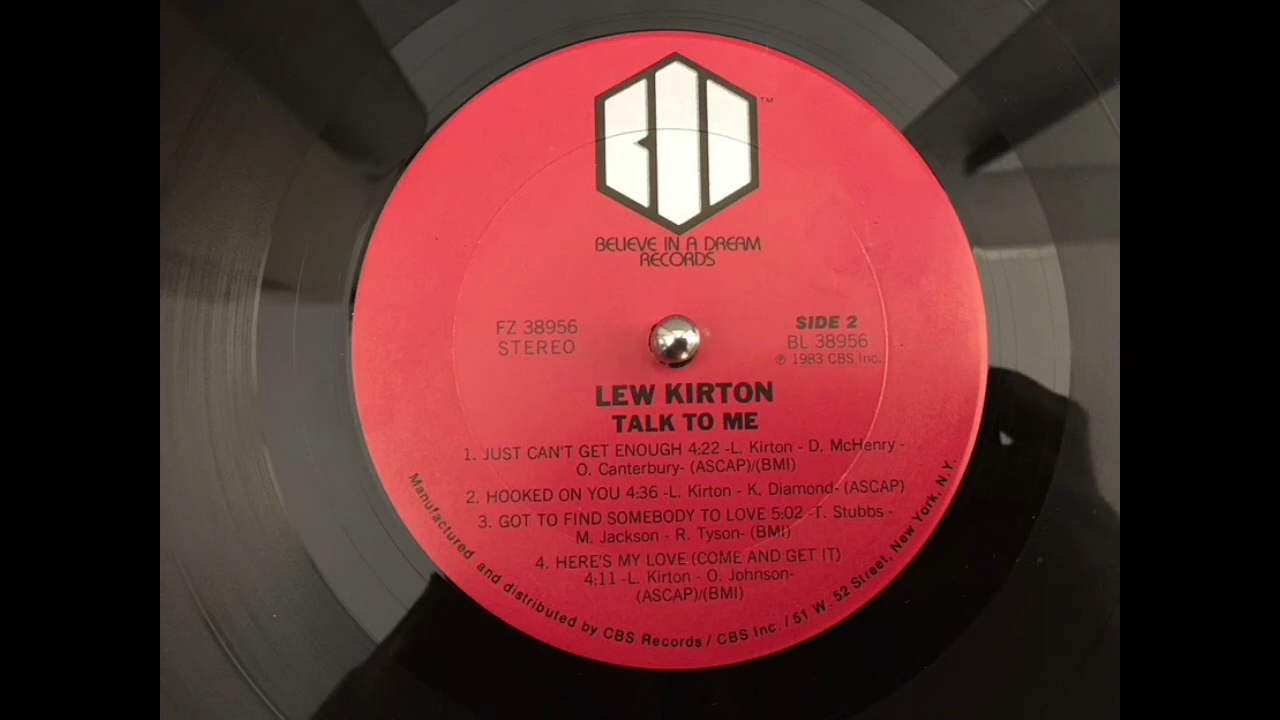 TM
BELIEVE IN A DREAM
RECORDS
FZ 38956
STEREO
SIDE 2
BL 38956
℗ 1983 CBS Inc.
LEW KIRTON
TALK TO ME
1. JUST CAN'T GET ENOUGH 4:22 -L. Kirton - D. McHenry -
O. Canterbury- (ASCAP)/(BMI)
2. HOOKED ON YOU 4:36 -L. Kirton - K. Diamond- (ASCAP)
3. GOT TO FIND SOMEBODY TO LOVE 5:02 -T. Stubbs -
M. Jackson - R. Tyson- (BMI)
4. HERE'S MY LOVE (COME AND GET IT)
4:11 -L. Kirton - O. Johnson-
(ASCAP)/(BMI)
Manufactured and distributed by CBS Records / CBS Inc. / 51 W. 52 Street, New York, N.Y.